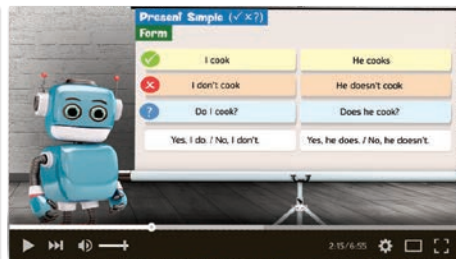 Present Simple (✓ × ?)
Form
I cook He cooks
I don't cook He doesn't cook
? Do I cook? Does he cook?
Yes, I do. / No, I don't. Yes, he does. / No, he doesn't.
2:15/6:55